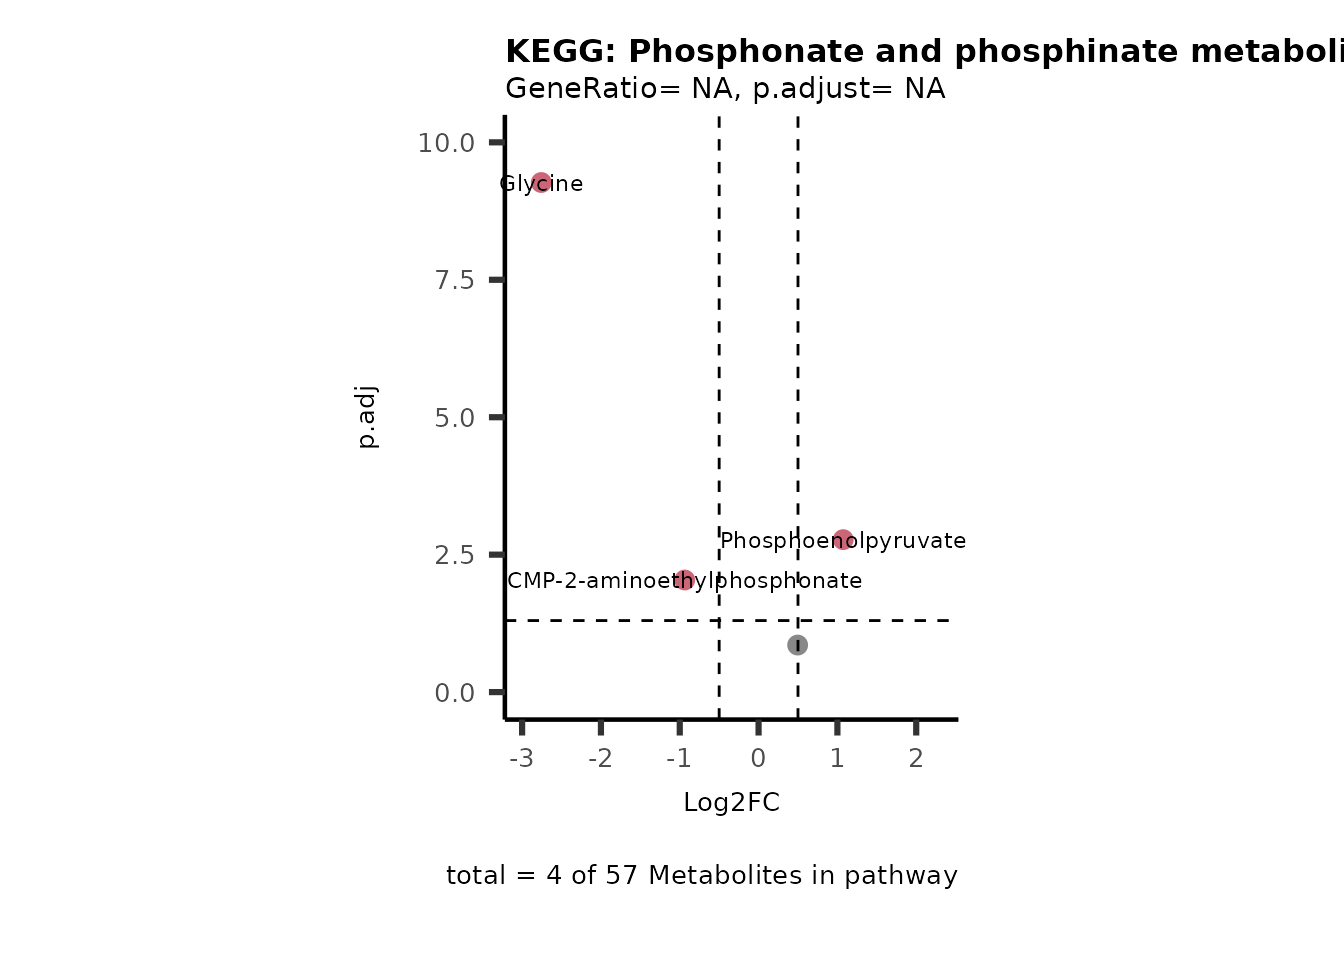 KEGG: Phosphonate and phosphinate metaboli
GeneRatio= NA, p.adjust= NA
10.0
Glycine
7.5
p.adj
5.0
Phosphoenolpyruvate
2.5
CMP-2-aminoethylphosphonate
0.0
-3 -2 -1 0 1 2
Log2FC
total = 4 of 57 Metabolites in pathway